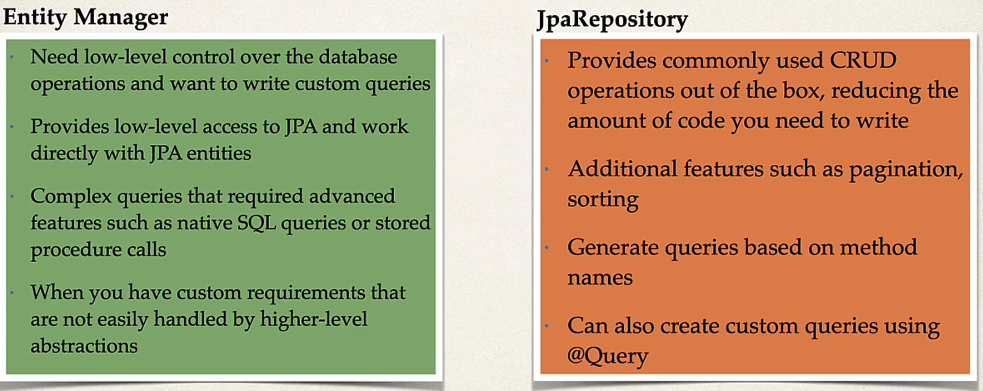 Entity Manager
· Need low-level control over the database
operations and want to write custom queries
· Provides low-level access to JPA and work
directly with JPA entities
· Complex queries that required advanced
features such as native SQL queries or stored
procedure calls
· When you have custom requirements that
are not easily handled by higher-level
abstractions
JpaRepository
· Provides commonly used CRUD
operations out of the box, reducing the
amount of code you need to write
· Additional features such as pagination,
sorting
· Generate queries based on method
names
· Can also create custom queries using
@Query